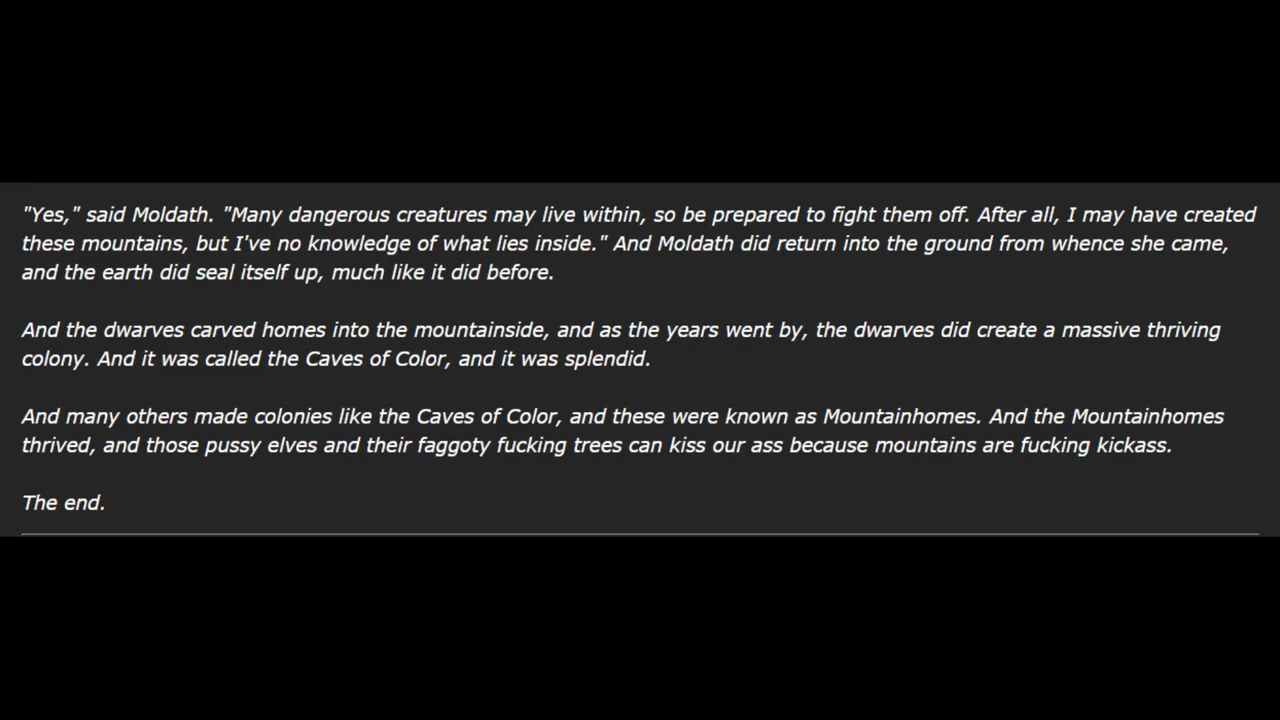 "Yes," said Moldath. "Many dangerous creatures may live within, so be prepared to fight them off. After all, I may have created
these mountains, but I've no knowledge of what lies inside." And Moldath did return into the ground from whence she came,
and the earth did seal itself up, much like it did before.
And the dwarves carved homes into the mountainside, and as the years went by, the dwarves did create a massive thriving
colony. And it was called the Caves of Color, and it was splendid.
And many others made colonies like the Caves of Color, and these were known as Mountainhomes. And the Mountainhomes
thrived, and those pussy elves and their faggoty fucking trees can kiss our ass because mountains are fucking kickass.
The end.